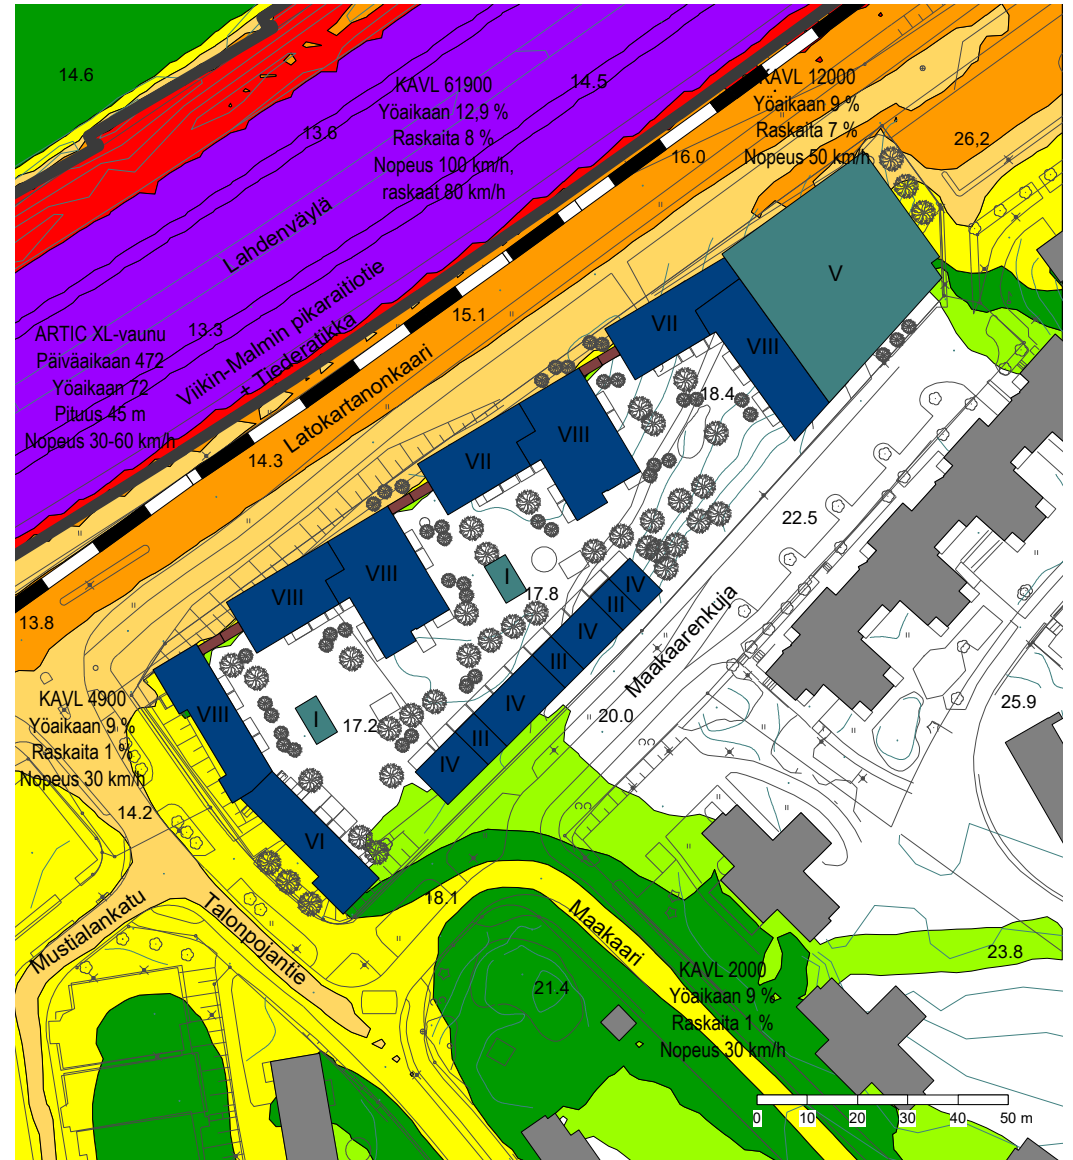 14.6
KAVL 61900
Yöaikaan 12,9 %
Raskaita 8 %
Nopeus 100 km/h,
raskaat 80 km/h
14.5
13.6
KAVL 12000
Yöaikaan 9 %
Raskaita 7 %
Nopeus 50 km/h
26,2
16.0
Lahdenväylä
V
Viikin-Malmin pikaraitiotie
+ Tiederatikka
15.1
13.3
ARTIC XL-vaunu
Päiväaikaan 472
Yöaikaan 72
Pituus 45 m
Nopeus 30-60 km/h
Latokartanonkaari
14.3
VII
VIII
18.4
VIII
VII
22.5
VIII
VIII
I
17.8
IV
III
IV
III
IV
III
IV
13.8
Maakaarenkuja
20.0
25.9
KAVL 4900
Yöaikaan 9 %
Raskaita 1 %
Nopeus 30 km/h
VIII
I
17.2
14.2
VI
18.1
Mustialankatu
Talonpojantie
Maakaari
23.8
21.4
KAVL 2000
Yöaikaan 9 %
Raskaita 1 %
Nopeus 30 km/h
0 10 20 30 40 50 m